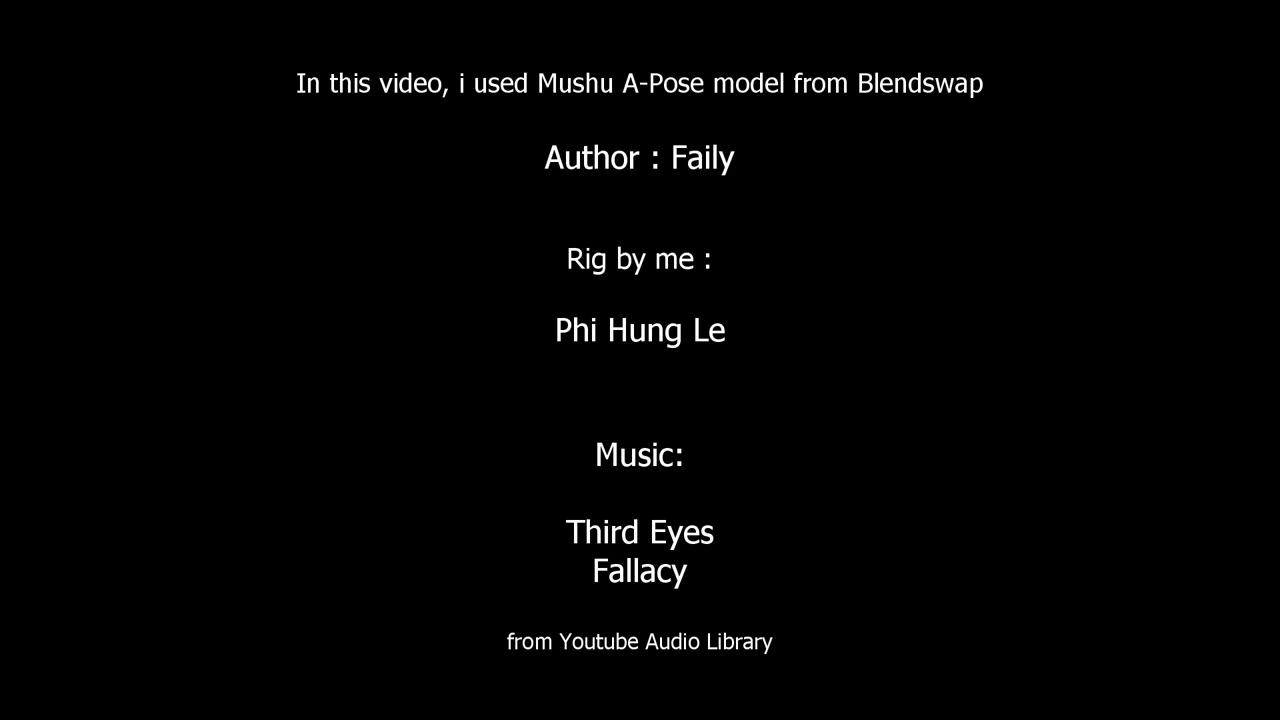 In this video, i used Mushu A-Pose model from Blendswap
Author : Faily
Rig by me :
Phi Hung Le
Music:
Third Eyes
Fallacy
from Youtube Audio Library